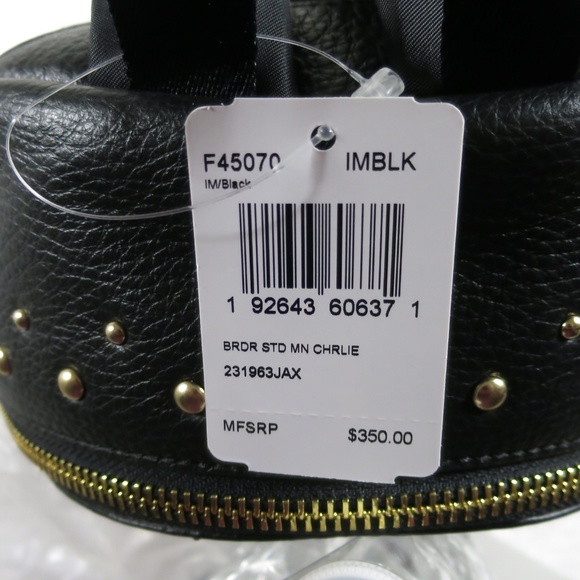 F45070 IMBLK
IM/Black
1 92643 60637 1
BRDR STD MN CHRLIE
231963JAX
MFSRP $350.00